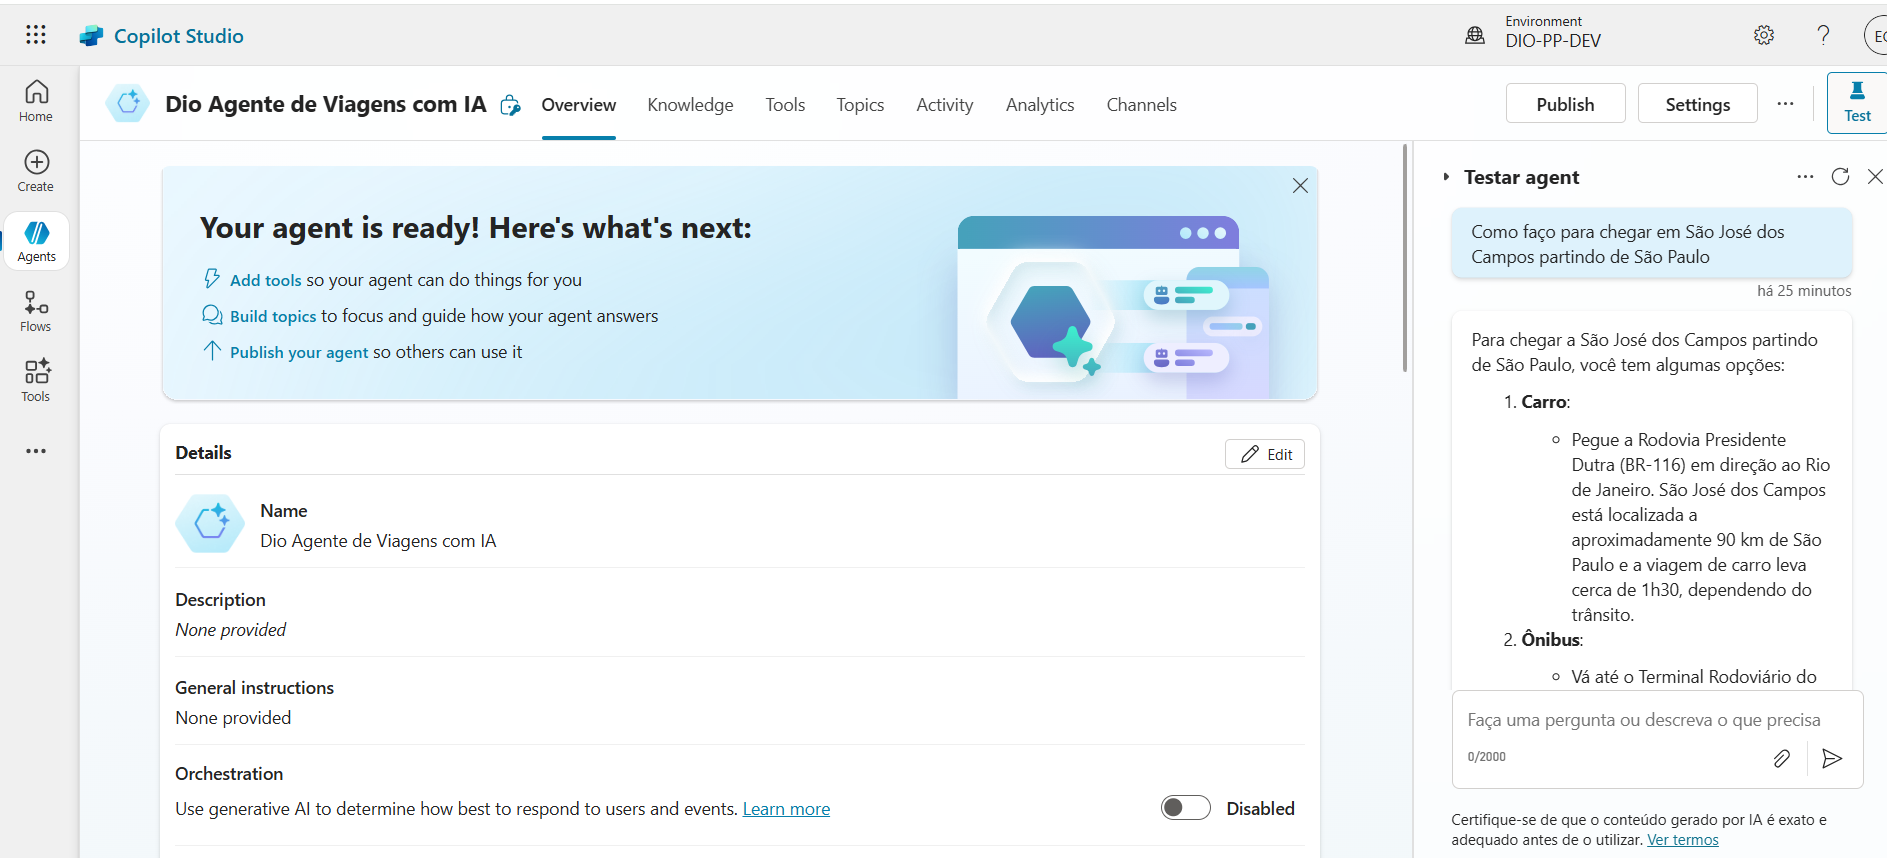 Copilot Studio
Environment
DIO-PP-DEV
?
EC
Home
Create
Agents
Flows
Tools
Dio Agente de Viagens com IA
Overview
Knowledge
Tools
Topics
Activity
Analytics
Channels
Publish
Settings
Test
Your agent is ready! Here's what's next:
Add tools so your agent can do things for you
Build topics to focus and guide how your agent answers
Publish your agent so others can use it
Details
Edit
Name
Dio Agente de Viagens com IA
Description
None provided
General instructions
None provided
Orchestration
Use generative AI to determine how best to respond to users and events. Learn more
Disabled
Testar agent
Como faço para chegar em São José dos
Campos partindo de São Paulo
há 25 minutos
Para chegar a São José dos Campos partindo
de São Paulo, você tem algumas opções:
1. Carro:
Pegue a Rodovia Presidente
Dutra (BR-116) em direção ao Rio
de Janeiro. São José dos Campos
está localizada a
aproximadamente 90 km de São
Paulo e a viagem de carro leva
cerca de 1h30, dependendo do
trânsito.
2. Ônibus:
Vá até o Terminal Rodoviário do
Faça uma pergunta ou descreva o que precisa
0/2000
Certifique-se de que o conteúdo gerado por IA é exato e
adequado antes de o utilizar. Ver termos